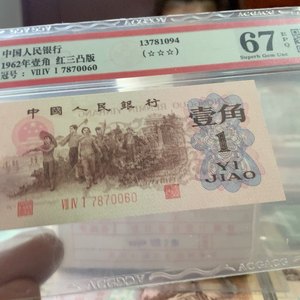 中国人民银行
1962年壹角 红三凸版
冠号： VII IV I 7870060
13781094
(☆☆☆)
67
EPQ
Superb Gem Unc
中国人民银行
壹角
1
YI
JIAO
VII IV I 7870060
ACGACG